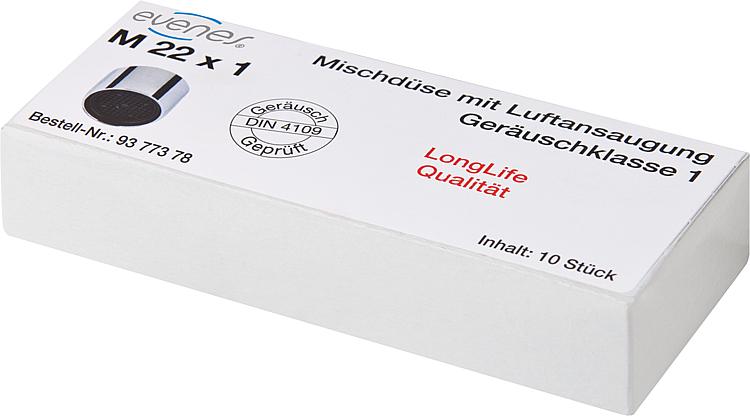 evenes®
M 22 x 1
Bestell-Nr.: 93 773 78
Geräusch
DIN 4109
Geprüft
Mischdüse mit Luftansaugung
Geräuschklasse 1
LongLife
Qualität
Inhalt: 10 Stück